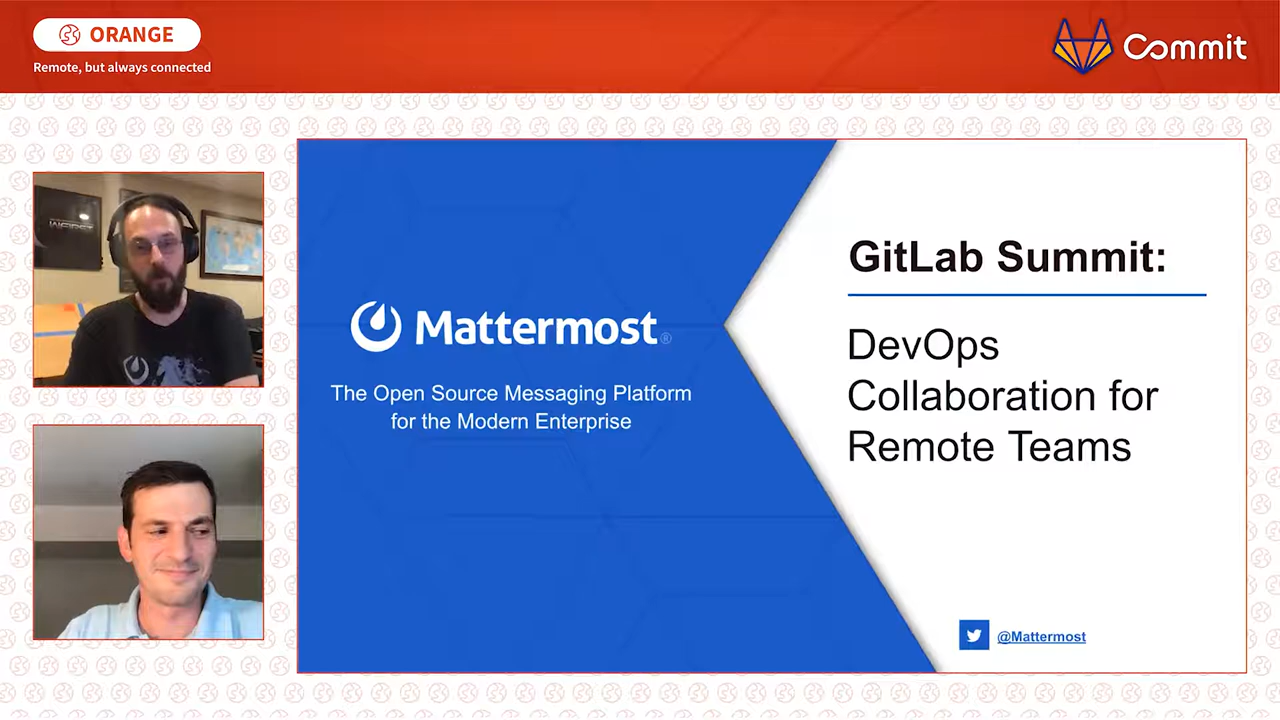 ORANGE
Remote, but always connected
Commit
WFIRST
Mattermost®
The Open Source Messaging Platform
for the Modern Enterprise
GitLab Summit:
DevOps
Collaboration for
Remote Teams
@Mattermost